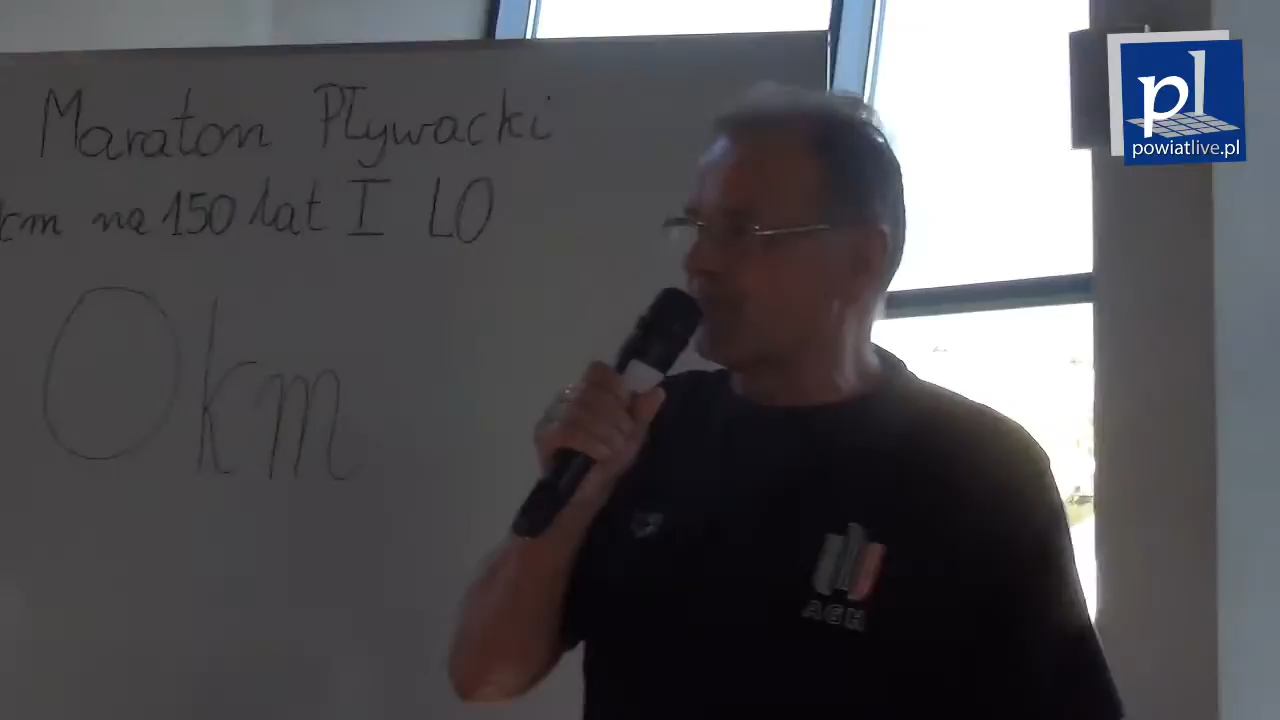 Maraton Pływacki
km na 150 lat I LO
0km
AGH
pl
powiatlive.pl